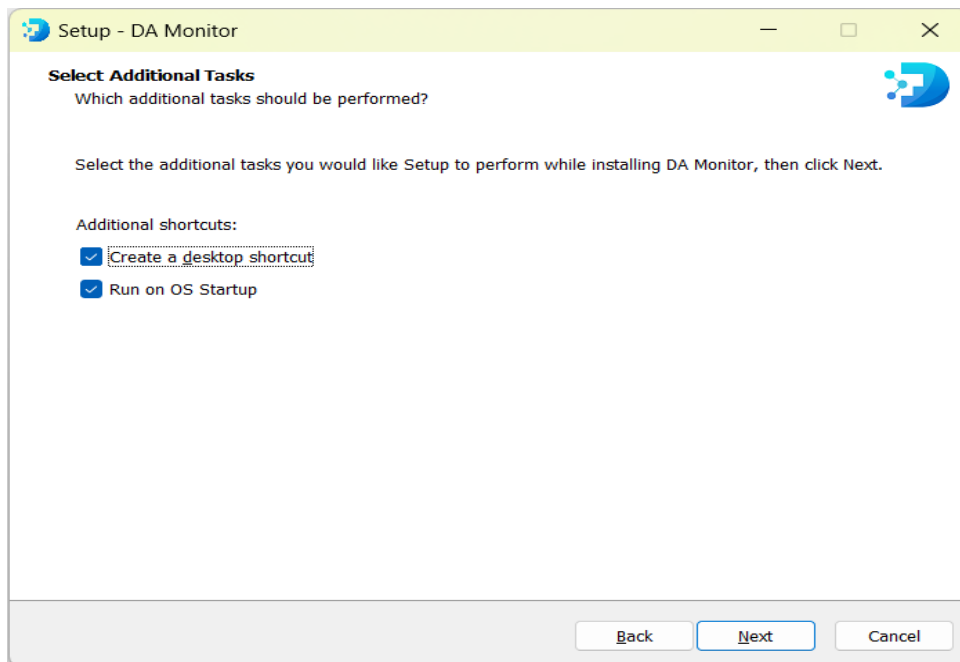 Setup - DA Monitor
Select Additional Tasks
Which additional tasks should be performed?
Select the additional tasks you would like Setup to perform while installing DA Monitor, then click Next.
Additional shortcuts:
Create a desktop shortcut
Run on OS Startup
Back Next Cancel